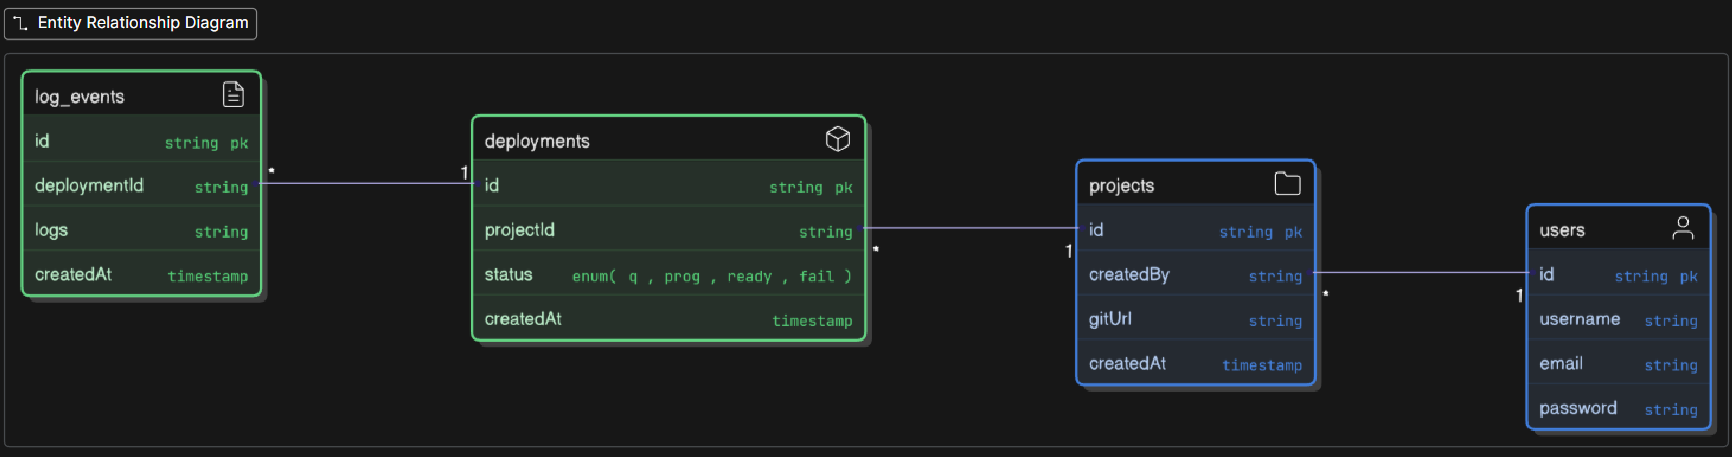 Entity Relationship Diagram
log_events
id string pk
deploymentId string
logs string
createdAt timestamp
* 1
deployments
id string pk
projectId string
status enum( q , prog , ready , fail )
createdAt timestamp
* 1
projects
id string pk
createdBy string
gitUrl string
createdAt timestamp
* 1
users
id string pk
username string
email string
password string